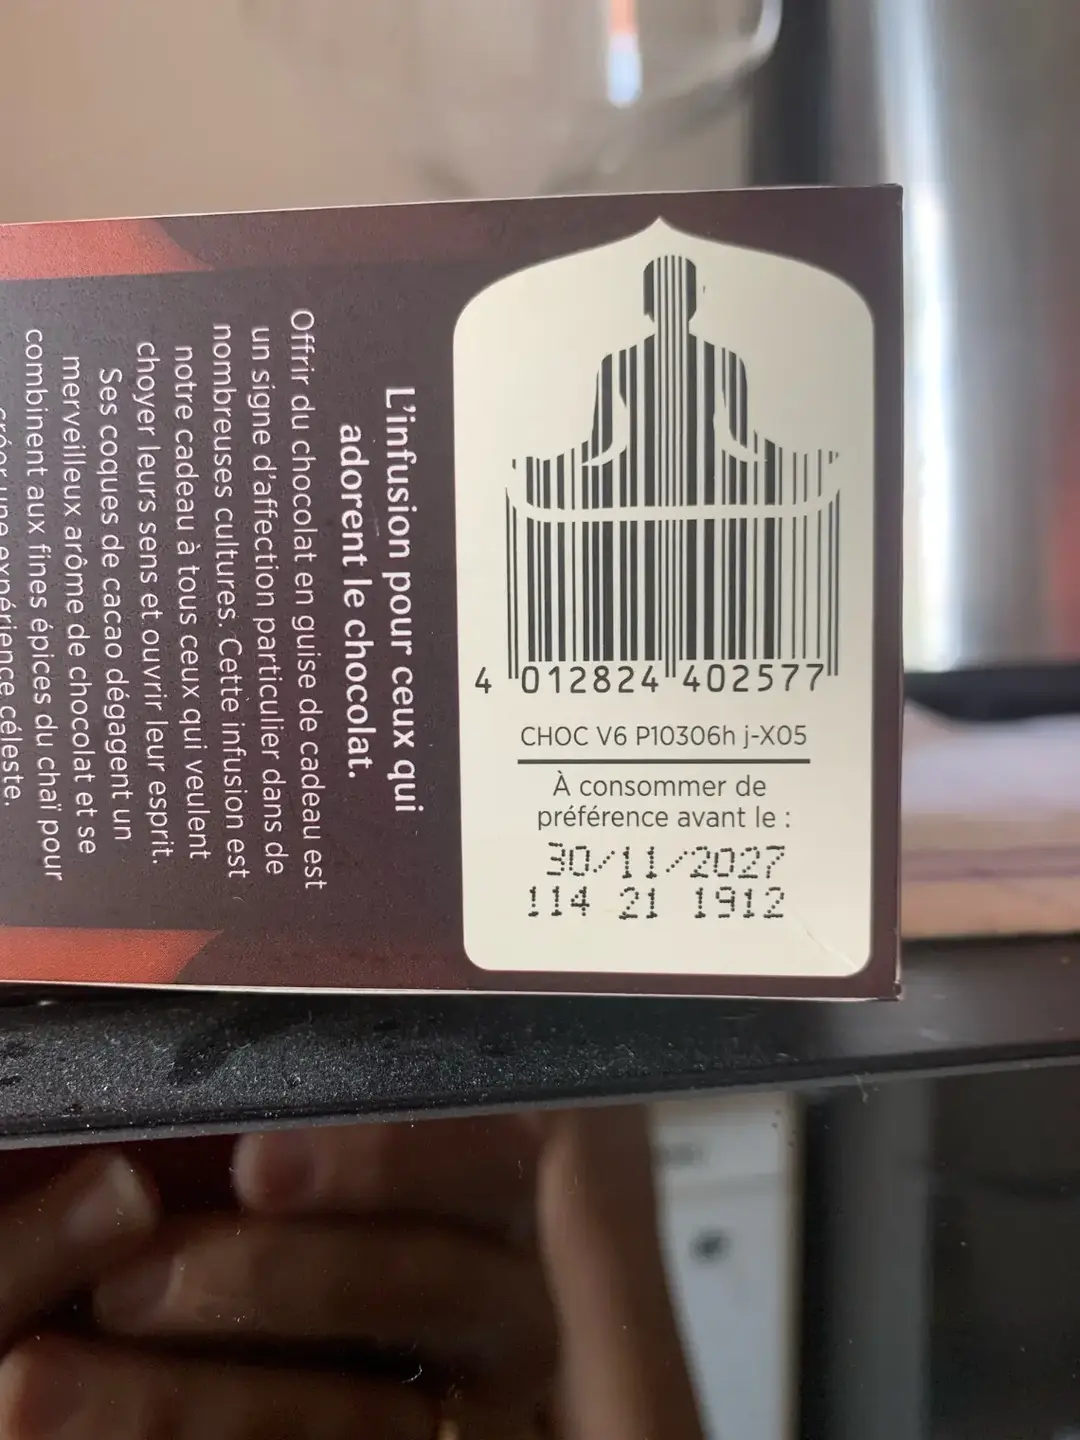 L'infusion pour ceux qui
adorent le chocolat.
Offrir du chocolat en guise de cadeau est
un signe d'affection particulier dans de
nombreuses cultures. Cette infusion est
notre cadeau à tous ceux qui veulent
choyer leurs sens et ouvrir leur esprit.
Ses coques de cacao dégagent un
merveilleux arôme de chocolat et se
combinent aux fines épices du chaï pour
créer une expérience céleste.
4 012824 402577
CHOC V6 P10306h j-X05
À consommer de
préférence avant le :
30/11/2027
114 21 1912